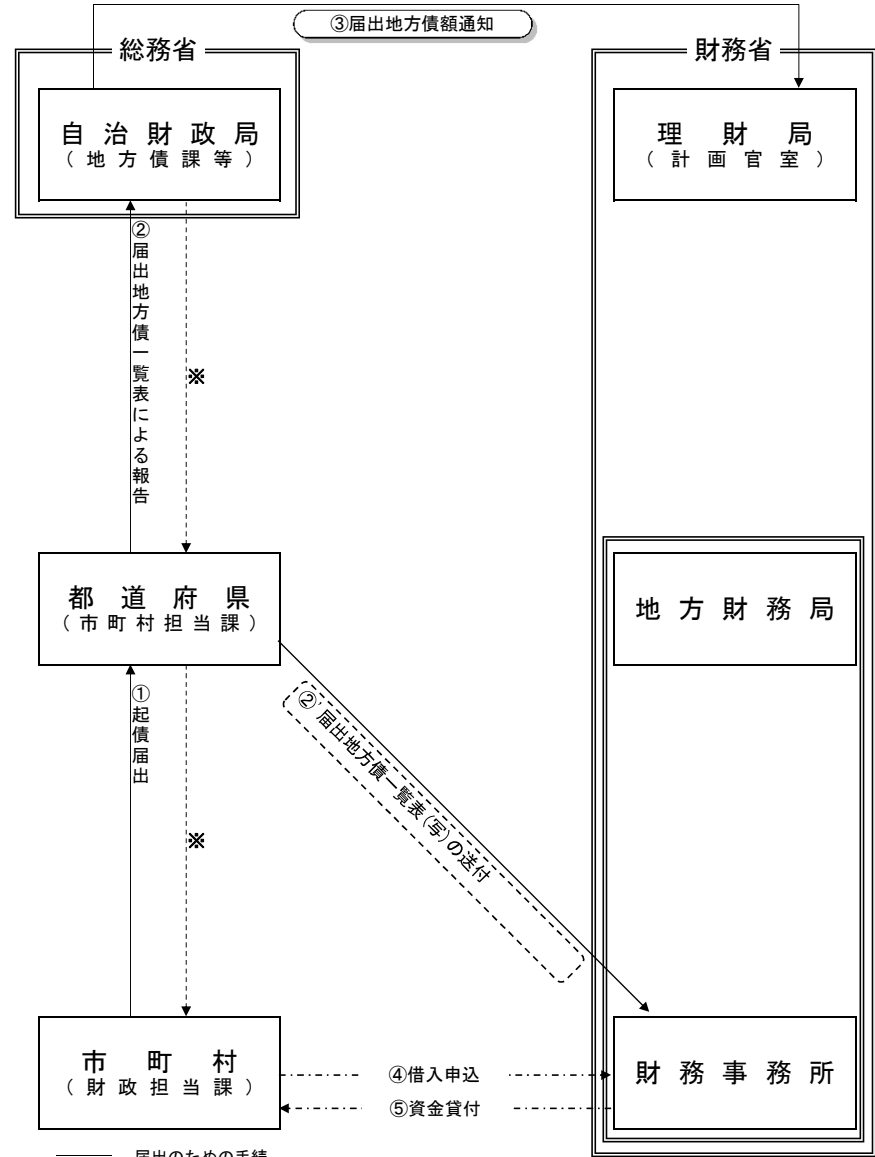 ③届出地方債額通知
総務省
財務省
自治財政局
（地方債課等）
理財局
（計画官室）
②届出地方債一覧表による報告
※
都道府県
（市町村担当課）
地方財務局
①起債届出
②’届出地方債一覧表（写）の送付
※
市町村
（財政担当課）
④借入申込
⑤資金貸付
財務事務所
届出のための手続